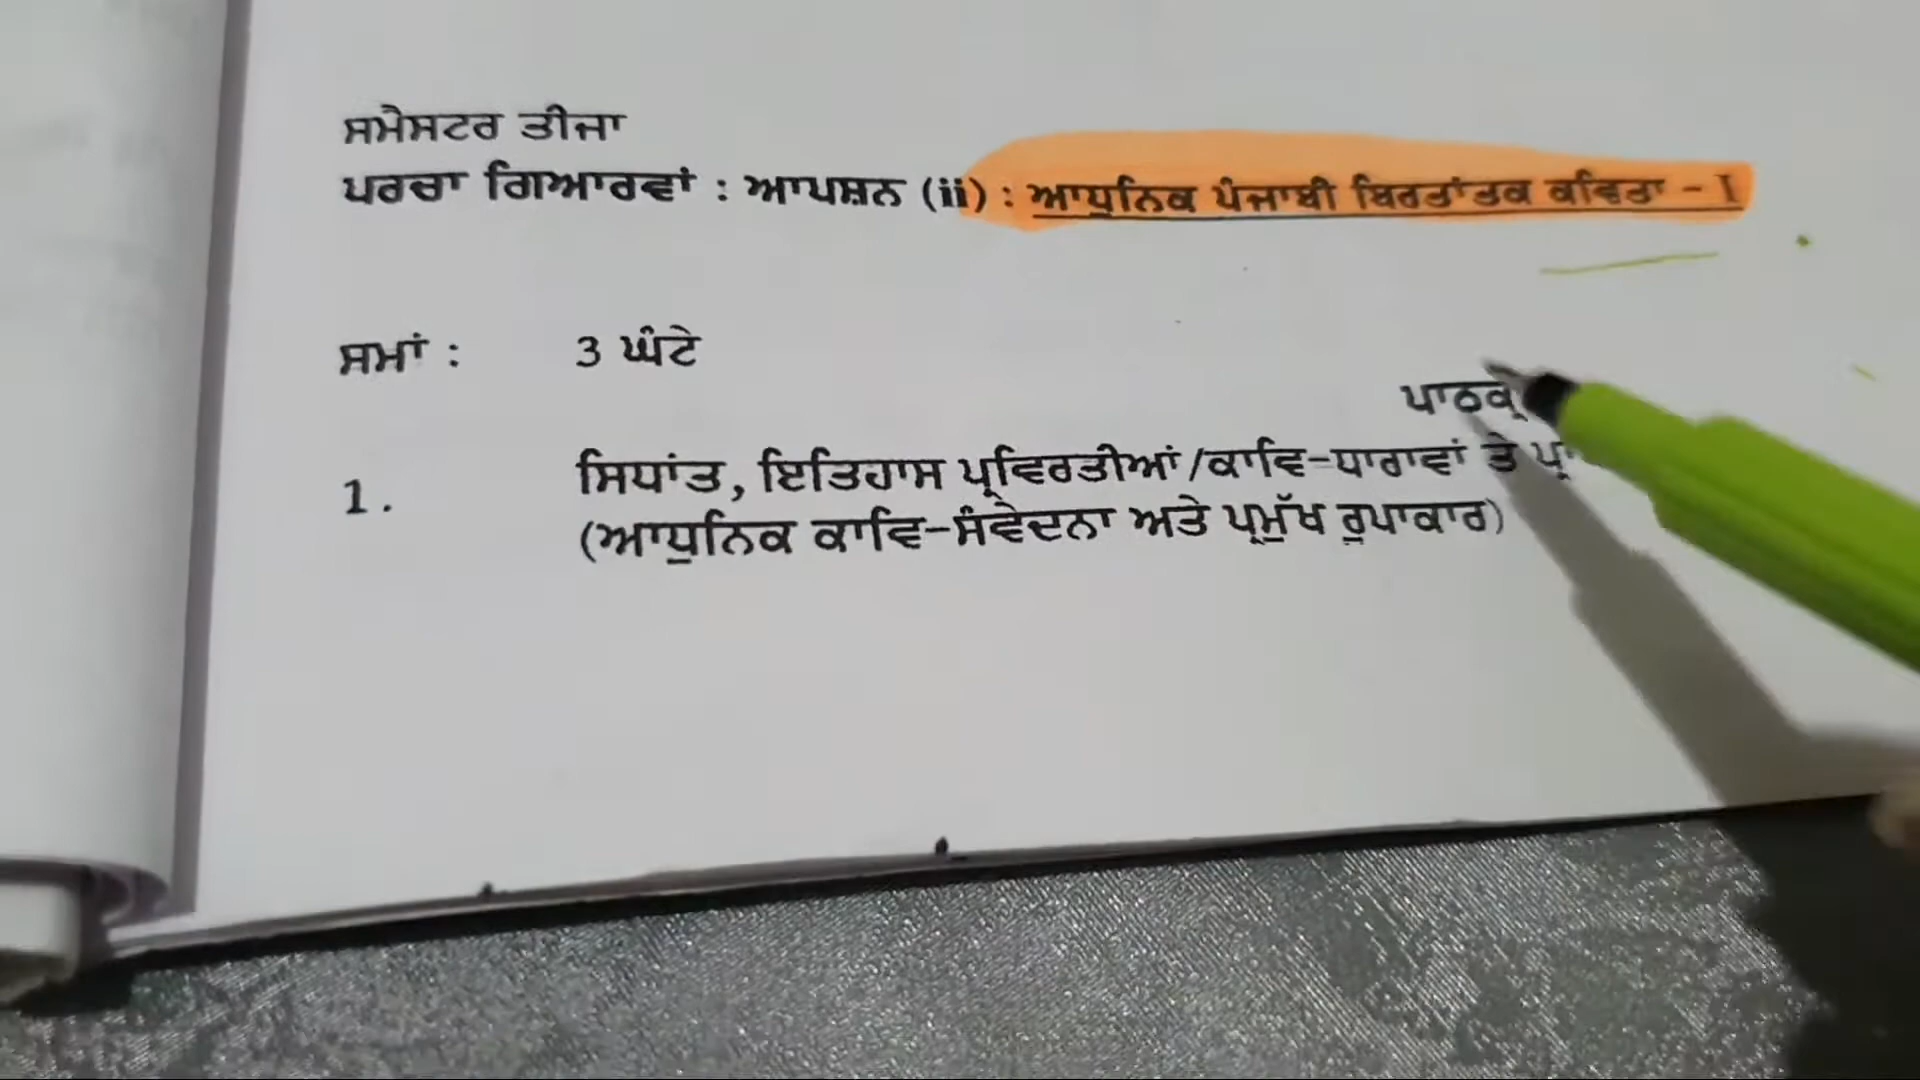 ਸਮੈਸਟਰ ਤੀਜਾ
ਪਰਚਾ ਗਿਆਰਵਾਂ : ਆਪਸ਼ਨ (ii) : ਆਧੁਨਿਕ ਪੰਜਾਬੀ ਬਿਰਤਾਂਤਕ ਕਵਿਤਾ - I
ਸਮਾਂ : 3 ਘੰਟੇ
1. ਸਿਧਾਂਤ, ਇਤਿਹਾਸ ਪ੍ਰਵਿਰਤੀਆਂ/ਕਾਵਿ-ਧਾਰਾਵਾਂ ਤੇ
(ਆਧੁਨਿਕ ਕਾਵਿ-ਸੰਵੇਦਨਾ ਅਤੇ ਪ੍ਰਮੁੱਖ ਰੂਪਾਕਾਰ)